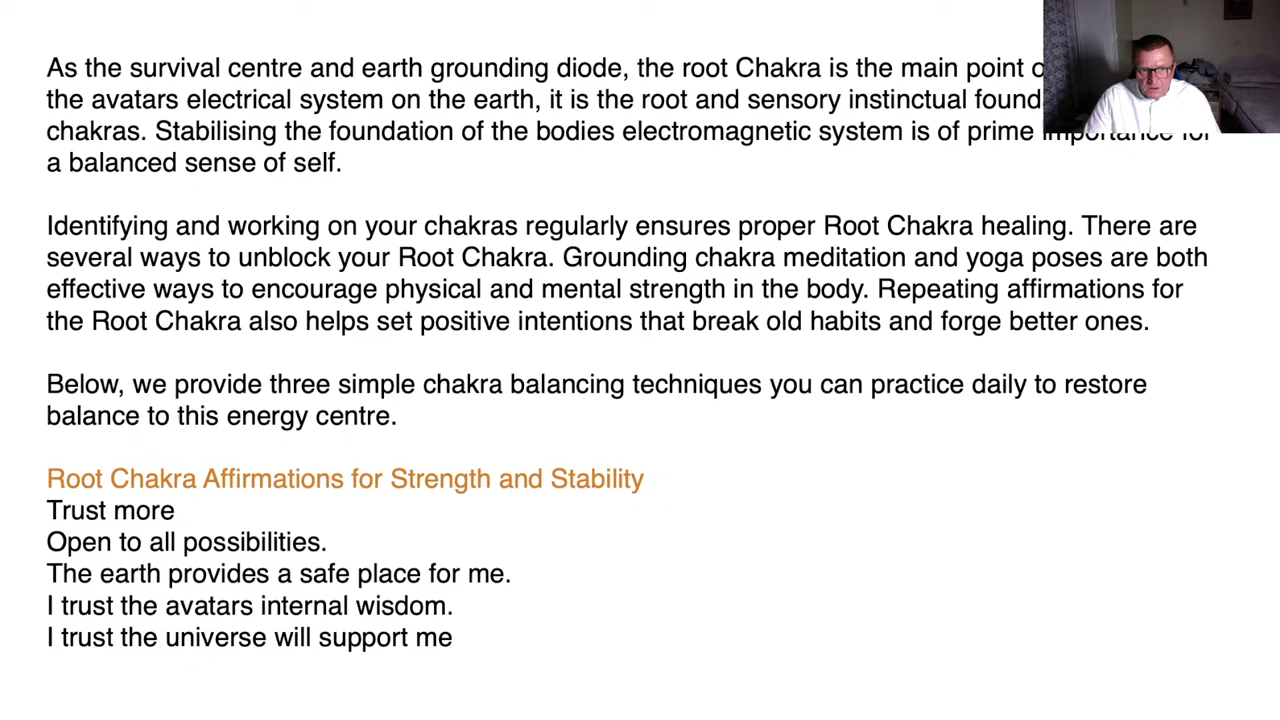 As the survival centre and earth grounding diode, the root Chakra is the main point
the avatars electrical system on the earth, it is the root and sensory instinctual
chakras. Stabilising the foundation of the bodies electromagnetic system is of prime importance for
a balanced sense of self.
Identifying and working on your chakras regularly ensures proper Root Chakra healing. There are
several ways to unblock your Root Chakra. Grounding chakra meditation and yoga poses are both
effective ways to encourage physical and mental strength in the body. Repeating affirmations for
the Root Chakra also helps set positive intentions that break old habits and forge better ones.
Below, we provide three simple chakra balancing techniques you can practice daily to restore
balance to this energy centre.
Root Chakra Affirmations for Strength and Stability
Trust more
Open to all possibilities.
The earth provides a safe place for me.
I trust the avatars internal wisdom.
I trust the universe will support me